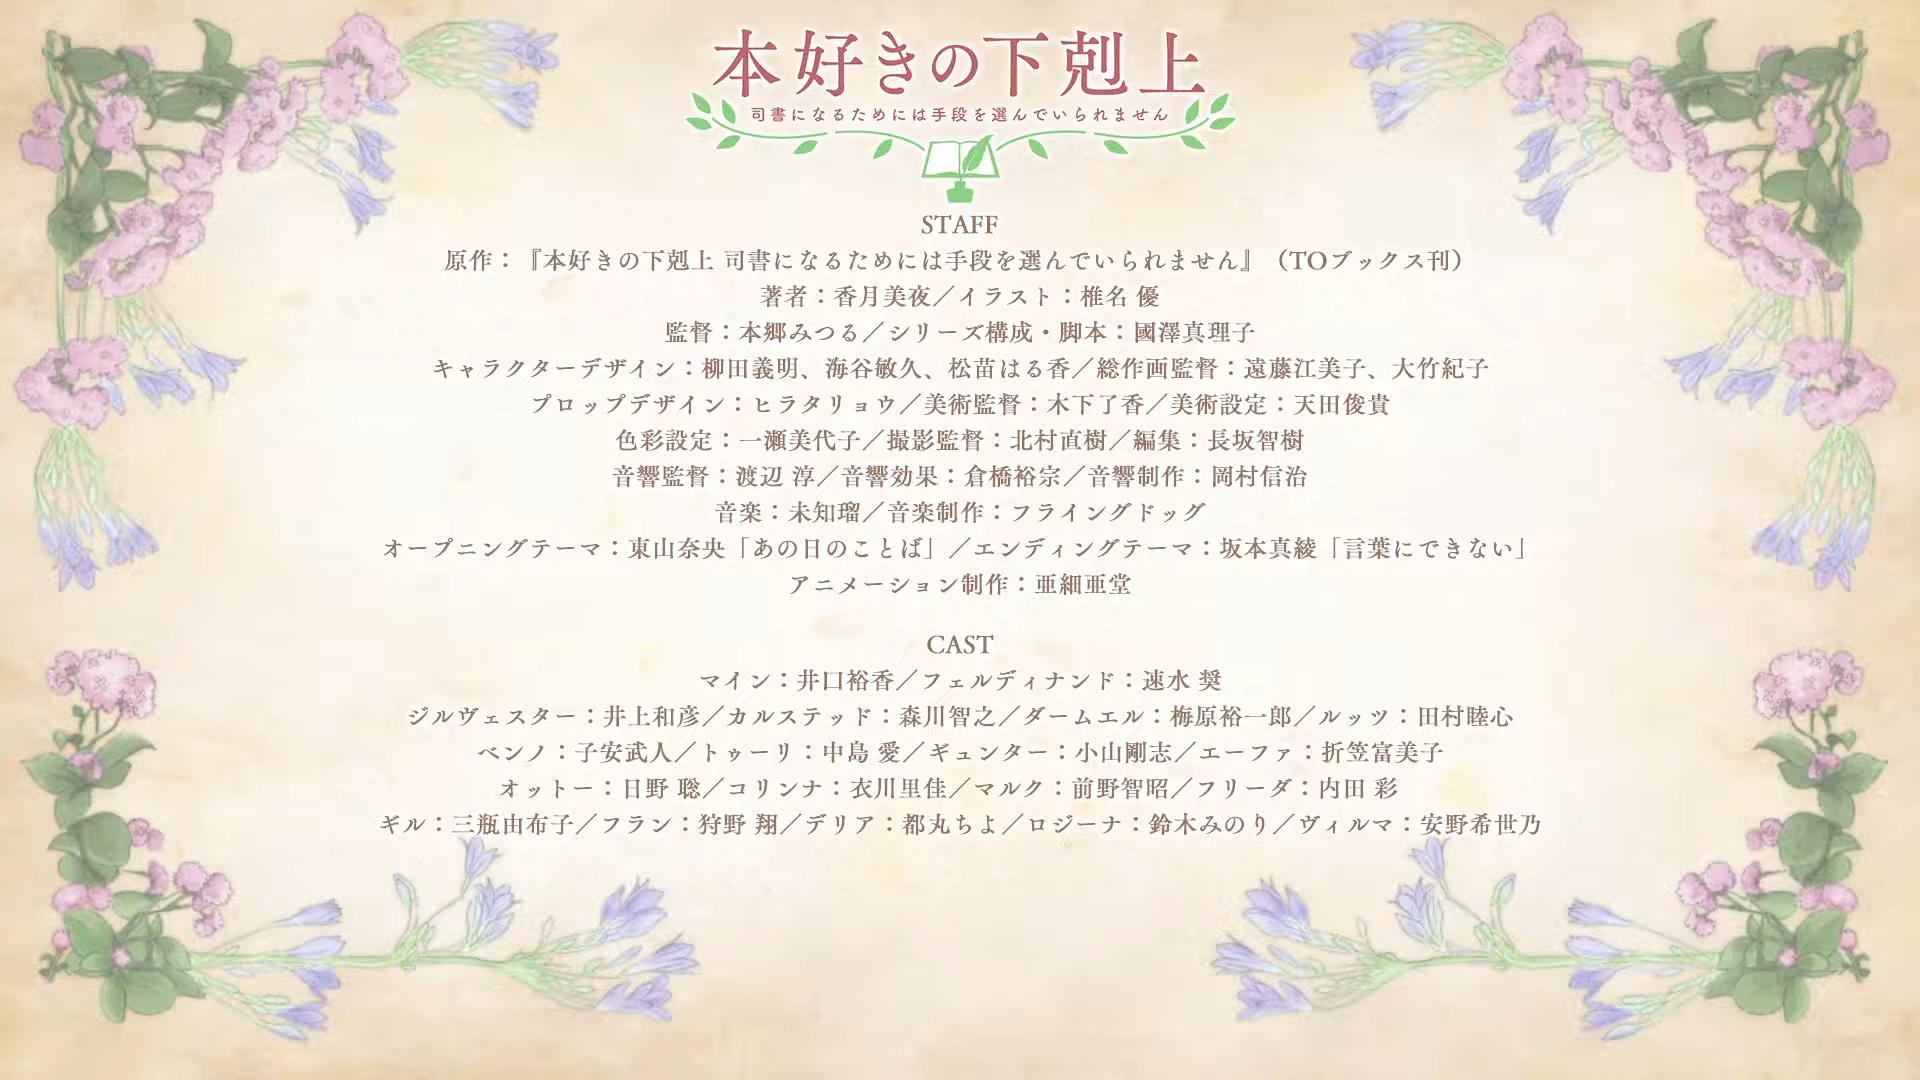 本好きの下剋上
司書になるためには手段を選んでいられません
STAFF
原作：『本好きの下剋上 司書になるためには手段を選んでいられません』（TOブックス刊）
著者：香月美夜／イラスト：椎名 優
監督：本郷みつる／シリーズ構成・脚本：國澤真理子
キャラクターデザイン：柳田義明、海谷敏久、松苗はる香／総作画監督：遠藤江美子、大竹紀子
プロップデザイン：ヒラタリョウ／美術監督：木下了香／美術設定：天田俊貴
色彩設定：一瀬美代子／撮影監督：北村直樹／編集：長坂智樹
音響監督：渡辺 淳／音響効果：倉橋裕宗／音響制作：岡村信治
音楽：未知瑠／音楽制作：フライングドッグ
オープニングテーマ：東山奈央「あの日のことば」／エンディングテーマ：坂本真綾「言葉にできない」
アニメーション制作：亜細亜堂
CAST
マイン：井口裕香／フェルディナンド：速水 奨
ジルヴェスター：井上和彦／カルステッド：森川智之／ダームエル：梅原裕一郎／ルッツ：田村睦心
ベンノ：子安武人／トゥーリ：中島 愛／ギュンター：小山剛志／エーファ：折笠富美子
オットー：日野 聡／コリンナ：衣川里佳／マルク：前野智昭／フリーダ：内田 彩
ギル：三瓶由布子／フラン：狩野 翔／デリア：都丸ちよ／ロジーナ：鈴木みのり／ヴィルマ：安野希世乃